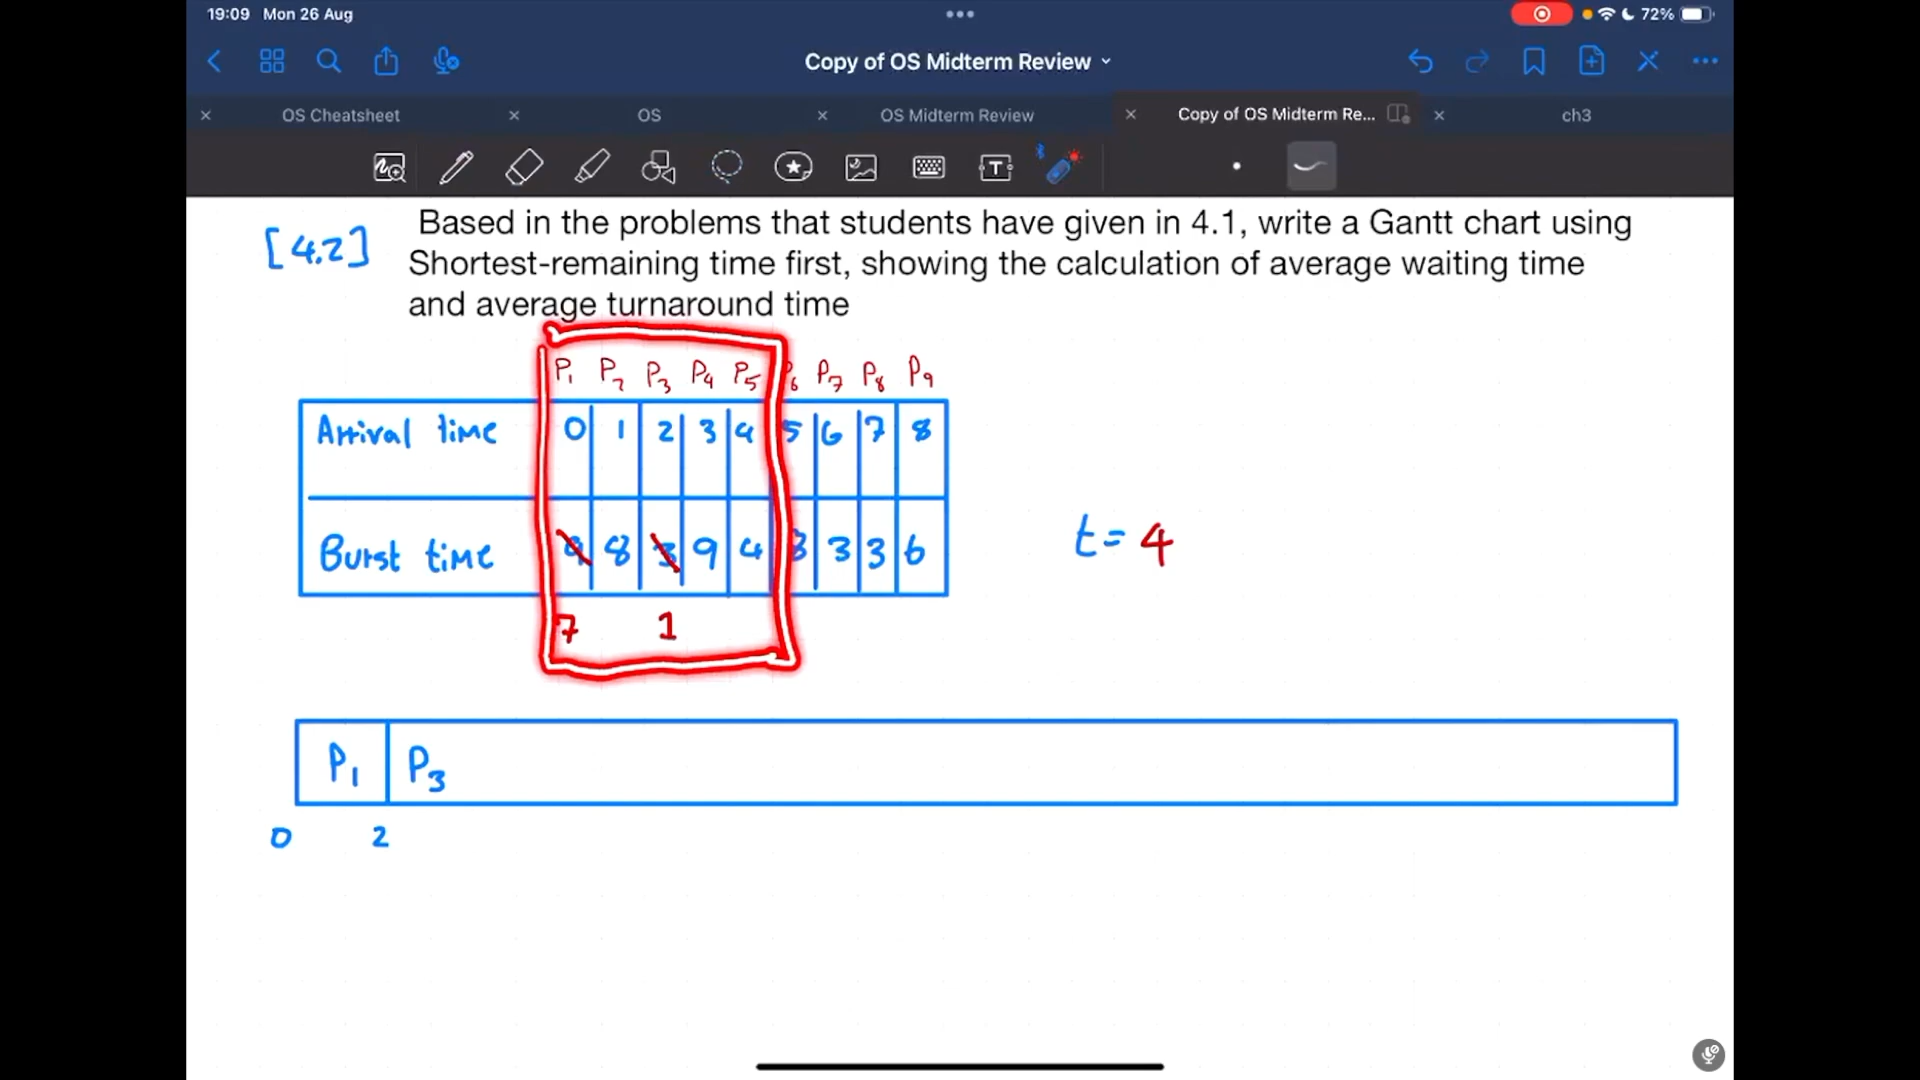 19:09 Mon 26 Aug
72%
Copy of OS Midterm Review
OS Cheatsheet
OS
OS Midterm Review
Copy of OS Midterm Re...
ch3
T
[4.2]
Based in the problems that students have given in 4.1, write a Gantt chart using
Shortest-remaining time first, showing the calculation of average waiting time
and average turnaround time
P1 P2 P3 P4 P5 P6 P7 P8 P9
Arrival time 0 1 2 3 4 5 6 7 8
Burst time 9 8 3 9 4 3 3 3 6
7 1
t = 4
P1 P3
0 2